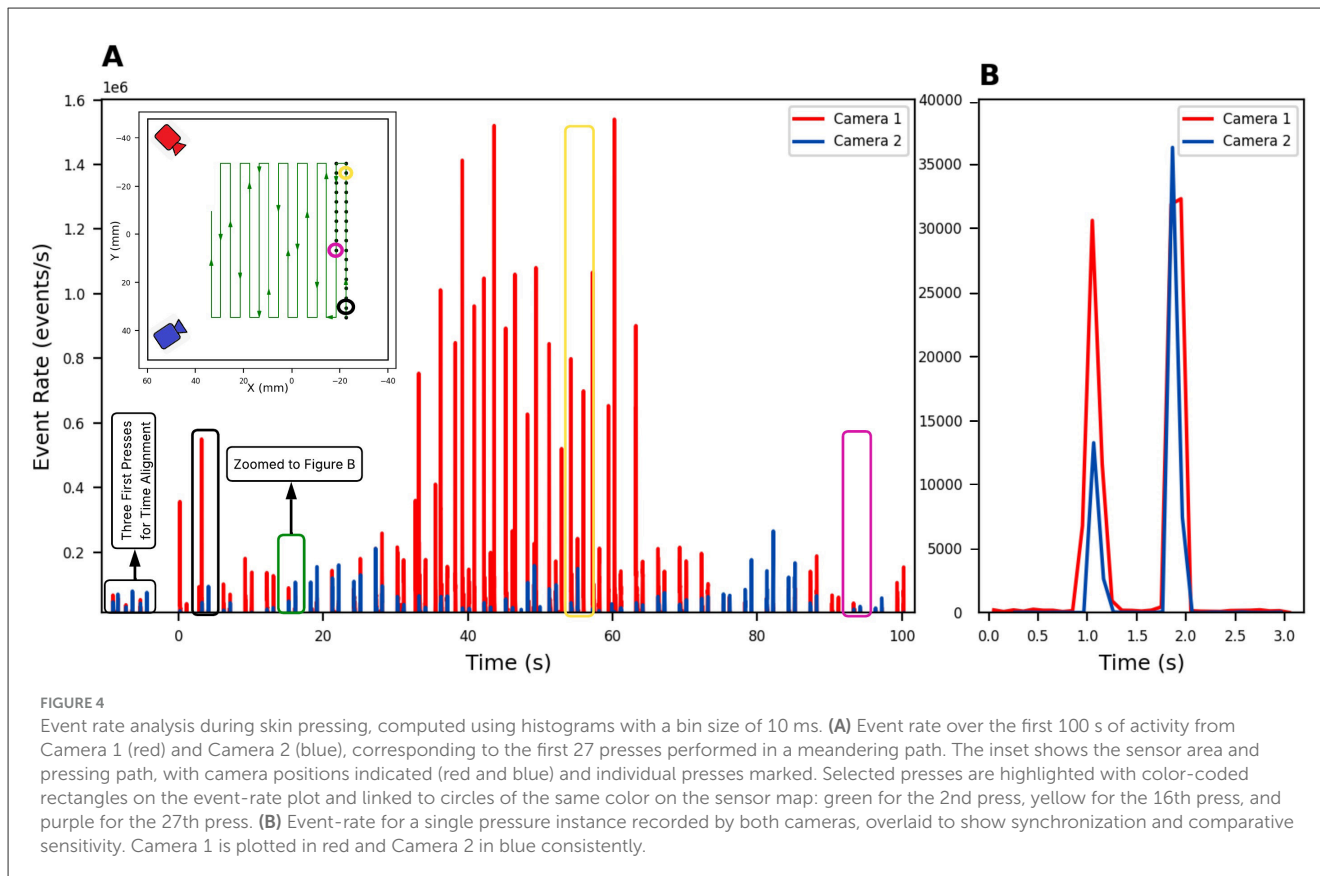 A
1e6
1.6
1.4
1.2
1.0
0.8
0.6
0.4
0.2
Event Rate (events/s)
0
20
40
60
80
100
Time (s)
Camera 1
Camera 2
−40
−20
0
20
40
Y (mm)
60
40
20
0
−20
−40
X (mm)
Three First Presses
for Time Alignment
Zoomed to Figure B
B
40000
35000
30000
25000
20000
15000
10000
5000
0
0.0
0.5
1.0
1.5
2.0
2.5
3.0
Time (s)
Camera 1
Camera 2
FIGURE 4
Event rate analysis during skin pressing, computed using histograms with a bin size of 10 ms. (A) Event rate over the first 100 s of activity from
Camera 1 (red) and Camera 2 (blue), corresponding to the first 27 presses performed in a meandering path. The inset shows the sensor area and
pressing path, with camera positions indicated (red and blue) and individual presses marked. Selected presses are highlighted with color-coded
rectangles on the event-rate plot and linked to circles of the same color on the sensor map: green for the 2nd press, yellow for the 16th press, and
purple for the 27th press. (B) Event-rate for a single pressure instance recorded by both cameras, overlaid to show synchronization and comparative
sensitivity. Camera 1 is plotted in red and Camera 2 in blue consistently.